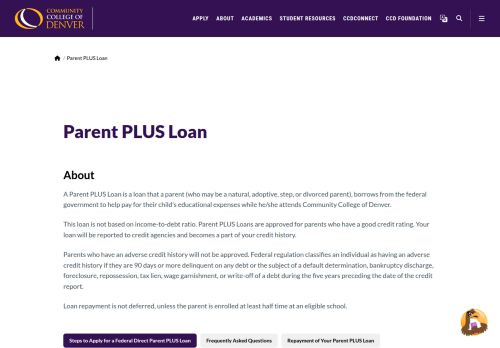 COMMUNITY
COLLEGE OF
DENVER
APPLY ABOUT ACADEMICS STUDENT RESOURCES CCDCONNECT CCD FOUNDATION
/ Parent PLUS Loan
Parent PLUS Loan
About
A Parent PLUS Loan is a loan that a parent (who may be a natural, adoptive, step, or divorced parent), borrows from the federal
government to help pay for their child's educational expenses while he/she attends Community College of Denver.
This loan is not based on income-to-debt ratio. Parent PLUS Loans are approved for parents who have a good credit rating. Your
loan will be reported to credit agencies and becomes a part of your credit history.
Parents who have an adverse credit history will not be approved. Federal regulation classifies an individual as having an
adverse credit history if they are 90 days or more delinquent on any debt or the subject of a default determination, bankruptcy discharge,
foreclosure, repossession, tax lien, wage garnishment, or write-off of a debt during the five years preceding the date of the credit
report.
Loan repayment is not deferred, unless the parent is enrolled at least half time at an eligible school.
Steps to Apply for a Federal Direct Parent PLUS Loan Frequently Asked Questions Repayment of Your Parent PLUS Loan